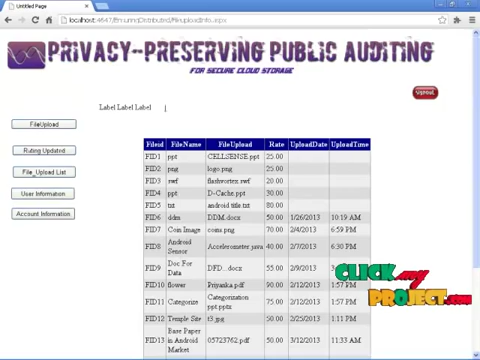 Untitled Page
PRIVACY-PRESERVING PUBLIC AUDITING
FOR SECURE CLOUD STORAGE
Label Label Label
FileUpload
Rating Updated
File_Upload List
User Information
Account Information
Fileid FileName FileUpload Rate UploadDate UploadTime
FID1 ppt CELLSENSE.ppt 25.00
FID2 png logo.png 25.00
FID3 swf flashvortex.swf 20.00
FID4 ppt D-Cache.ppt 30.00
FID5 txt android title.txt 80.00
FID6 ddm DDM.docx 50.00 1/26/2013 10:19 AM
FID7 Coin Image coins.png 70.00 2/4/2013 6:59 PM
FID8 Android Sensor Accelerometer.java 40.00 2/7/2013 6:30 PM
FID9 Doc For Data DFD...docx 55.00 2/9/2013
FID10 flower Priyanka.pdf 90.00 2/12/2013 1:57 PM
FID11 Categorize Categorization ppt.pptx 75.00 2/12/2013 1:57 PM
FID12 Temple Site t3.jpg 50.00 2/25/2013 1:11 PM
FID13 Base Paper in Android Market 05723762.pdf 50.00 3/12/2013 11:33 AM
CLICK my
PROJECT.com